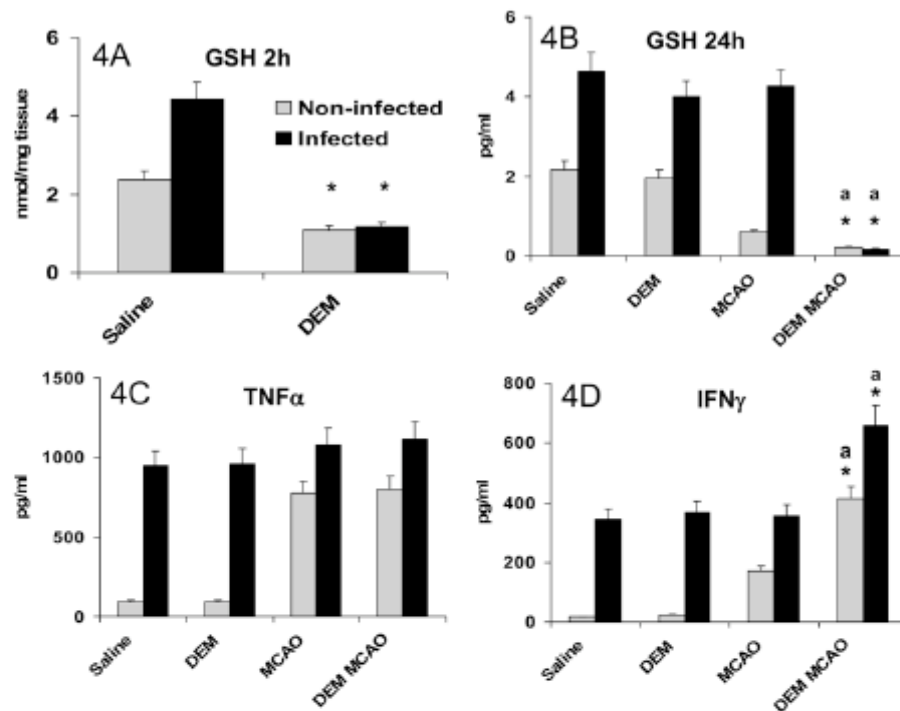 4A
GSH 2h
6
4
2
0
nmol/mg tissue
Non-infected
Infected
* *
Saline
DEM
4B
GSH 24h
6
4
2
0
pg/ml
a a
* *
Saline
DEM
MCAO
DEM MCAO
4C
TNFα
1500
1000
500
0
pg/ml
Saline
DEM
MCAO
DEM MCAO
4D
IFNγ
800
600
400
200
0
pg/ml
a
*
a
*
Saline
DEM
MCAO
DEM MCAO